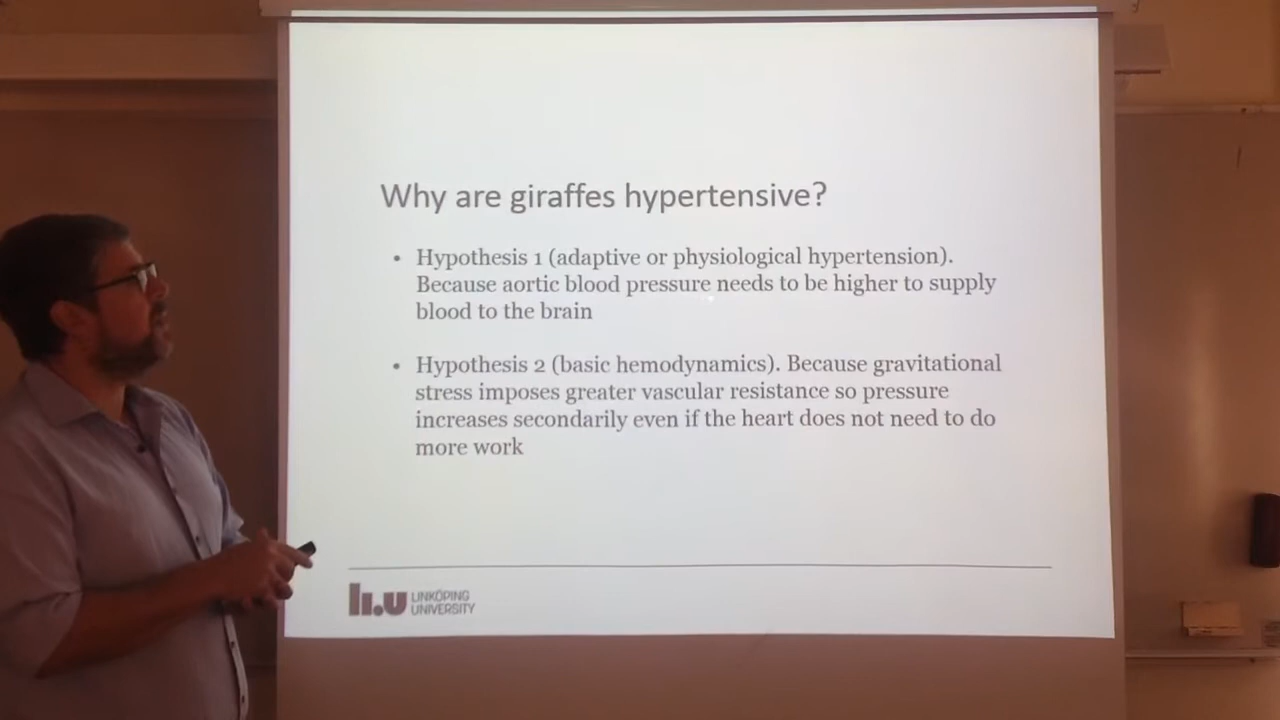 Why are giraffes hypertensive?
• Hypothesis 1 (adaptive or physiological hypertension).
Because aortic blood pressure needs to be higher to supply
blood to the brain
• Hypothesis 2 (basic hemodynamics). Because gravitational
stress imposes greater vascular resistance so pressure
increases secondarily even if the heart does not need to do
more work
li.u LINKÖPING
UNIVERSITY